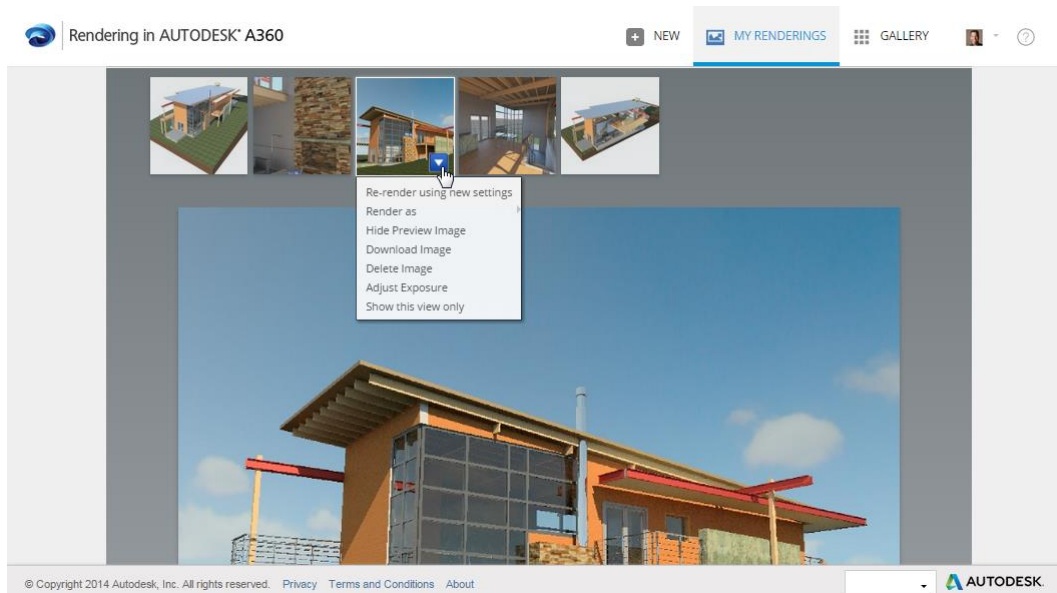 Rendering in AUTODESK® A360
NEW
MY RENDERINGS
GALLERY
?
Re-render using new settings
Render as
Hide Preview Image
Download Image
Delete Image
Adjust Exposure
Show this view only
© Copyright 2014 Autodesk, Inc. All rights reserved. Privacy Terms and Conditions About
AUTODESK.